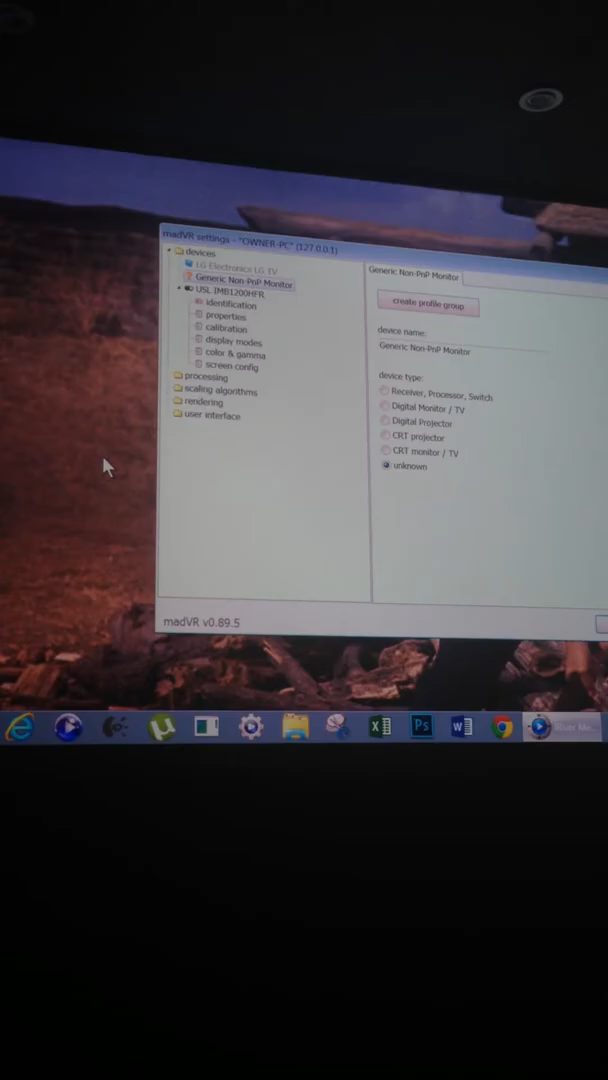 madVR settings - "OWNER-PC" (127.0.0.1)
devices
LG Electronics LG TV
Generic Non-PnP Monitor
USL IMB1200HFR
identification
properties
calibration
display modes
color & gamma
screen config
processing
scaling algorithms
rendering
user interface
Generic Non-PnP Monitor
create profile group
device name:
Generic Non-PnP Monitor
device type:
Receiver, Processor, Switch
Digital Monitor / TV
Digital Projector
CRT projector
CRT monitor / TV
unknown
madVR v0.89.5
Ps